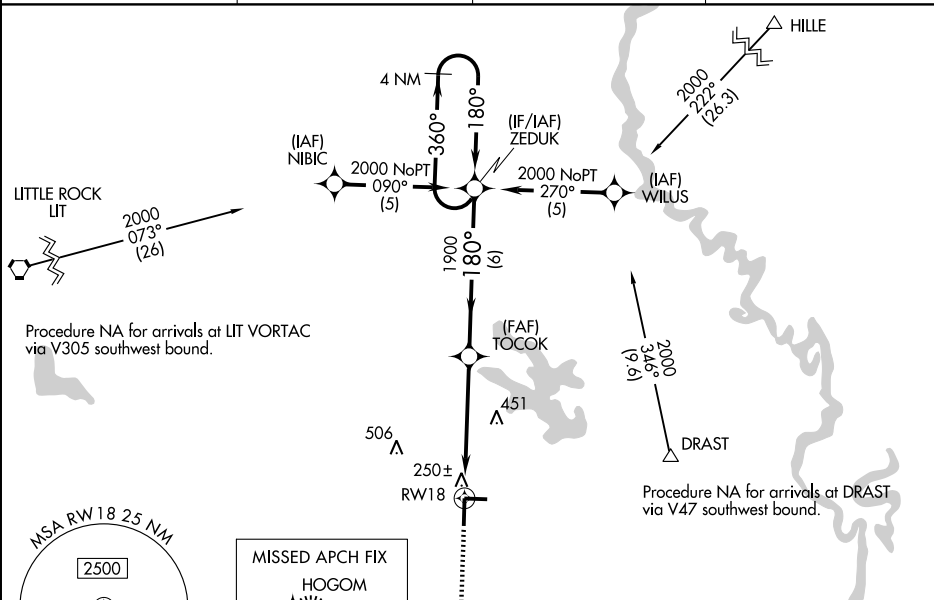 HILLE
2000
222°
(26.3)
4 NM
360°
180°
(IF/IAF)
ZEDUK
(IAF)
NIBIC
2000 NoPT
090°
(5)
2000 NoPT
270°
(5)
(IAF)
WILUS
LITTLE ROCK
LIT
2000
073°
(26)
1900
180°
(6)
Procedure NA for arrivals at LIT VORTAC
via V305 southwest bound.
(FAF)
TOCOK
2000
346°
(9.6)
451
506
DRAST
250±
RW18
Procedure NA for arrivals at DRAST
via V47 southwest bound.
MSA RW18 25 NM
2500
MISSED APCH FIX
HOGOM